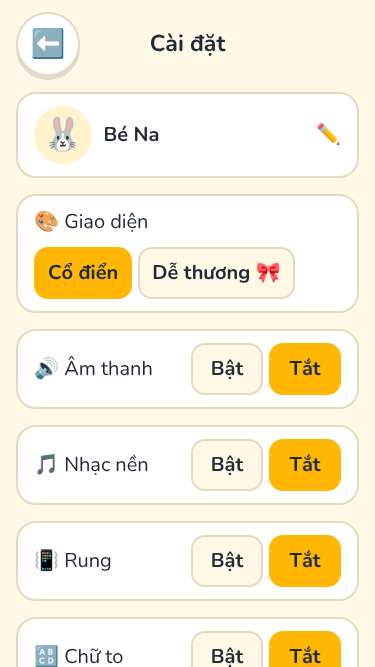 Cài đặt
Bé Na
Giao diện
Cổ điển
Dễ thương
Âm thanh
Bật
Tắt
Nhạc nền
Bật
Tắt
Rung
Bật
Tắt
Chữ to
Bật
Tắt